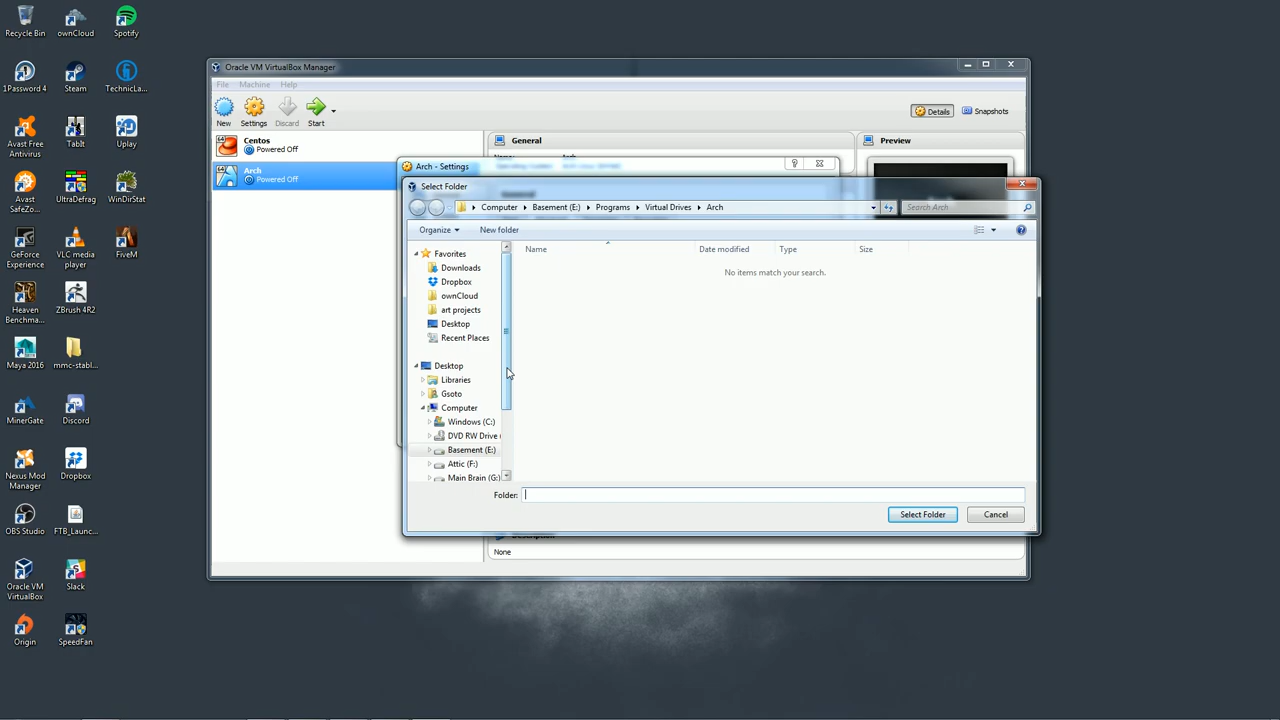 Recycle Bin
ownCloud
Spotify
1Password 4
Steam
TechnicLa...
Avast Free
Antivirus
TabIt
Uplay
Avast
SafeZo...
UltraDefrag
WinDirStat
GeForce
Experience
VLC media
player
FiveM
Heaven
Benchma...
ZBrush 4R2
Maya 2016
mmc-stabl...
MinerGate
Discord
Nexus Mod
Manager
Dropbox
OBS Studio
FTB_Launc...
Oracle VM
VirtualBox
Slack
Origin
SpeedFan
Oracle VM VirtualBox Manager
File Machine Help
New Settings Discard Start
Details Snapshots
64 Centos
Powered Off
64 Arch
Powered Off
General
Preview
Arch - Settings
General
Select Folder
Computer Basement (E:) Programs Virtual Drives Arch
Search Arch
Organize New folder
Name Date modified Type Size
No items match your search.
Favorites
Downloads
Dropbox
ownCloud
art projects
Desktop
Recent Places
Desktop
Libraries
Gsoto
Computer
Windows (C:)
DVD RW Drive
Basement (E:)
Attic (F:)
Main Brain (G:)
Folder:
Select Folder Cancel
None